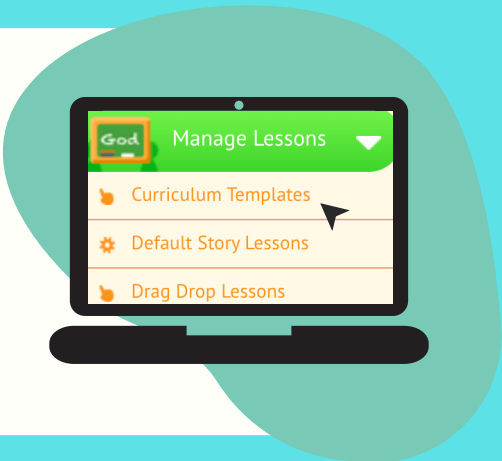 God
Manage Lessons
Curriculum Templates
Default Story Lessons
Drag Drop Lessons